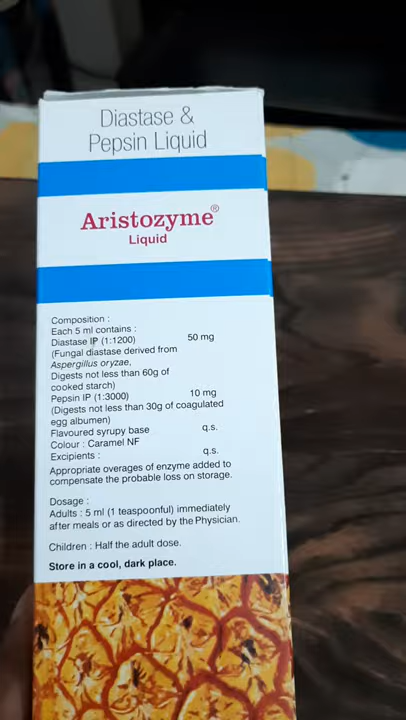 Diastase &
Pepsin Liquid
Aristozyme®
Liquid
Composition :
Each 5 ml contains :
Diastase IP (1:1200) 50 mg
(Fungal diastase derived from
Aspergillus oryzae,
Digests not less than 60g of
cooked starch)
Pepsin IP (1:3000) 10 mg
(Digests not less than 30g of coagulated
egg albumen)
Flavoured syrupy base q.s.
Colour : Caramel NF
Excipients : q.s.
Appropriate overages of enzyme added to
compensate the probable loss on storage.
Dosage :
Adults : 5 ml (1 teaspoonful) immediately
after meals or as directed by the Physician.
Children : Half the adult dose.
Store in a cool, dark place.